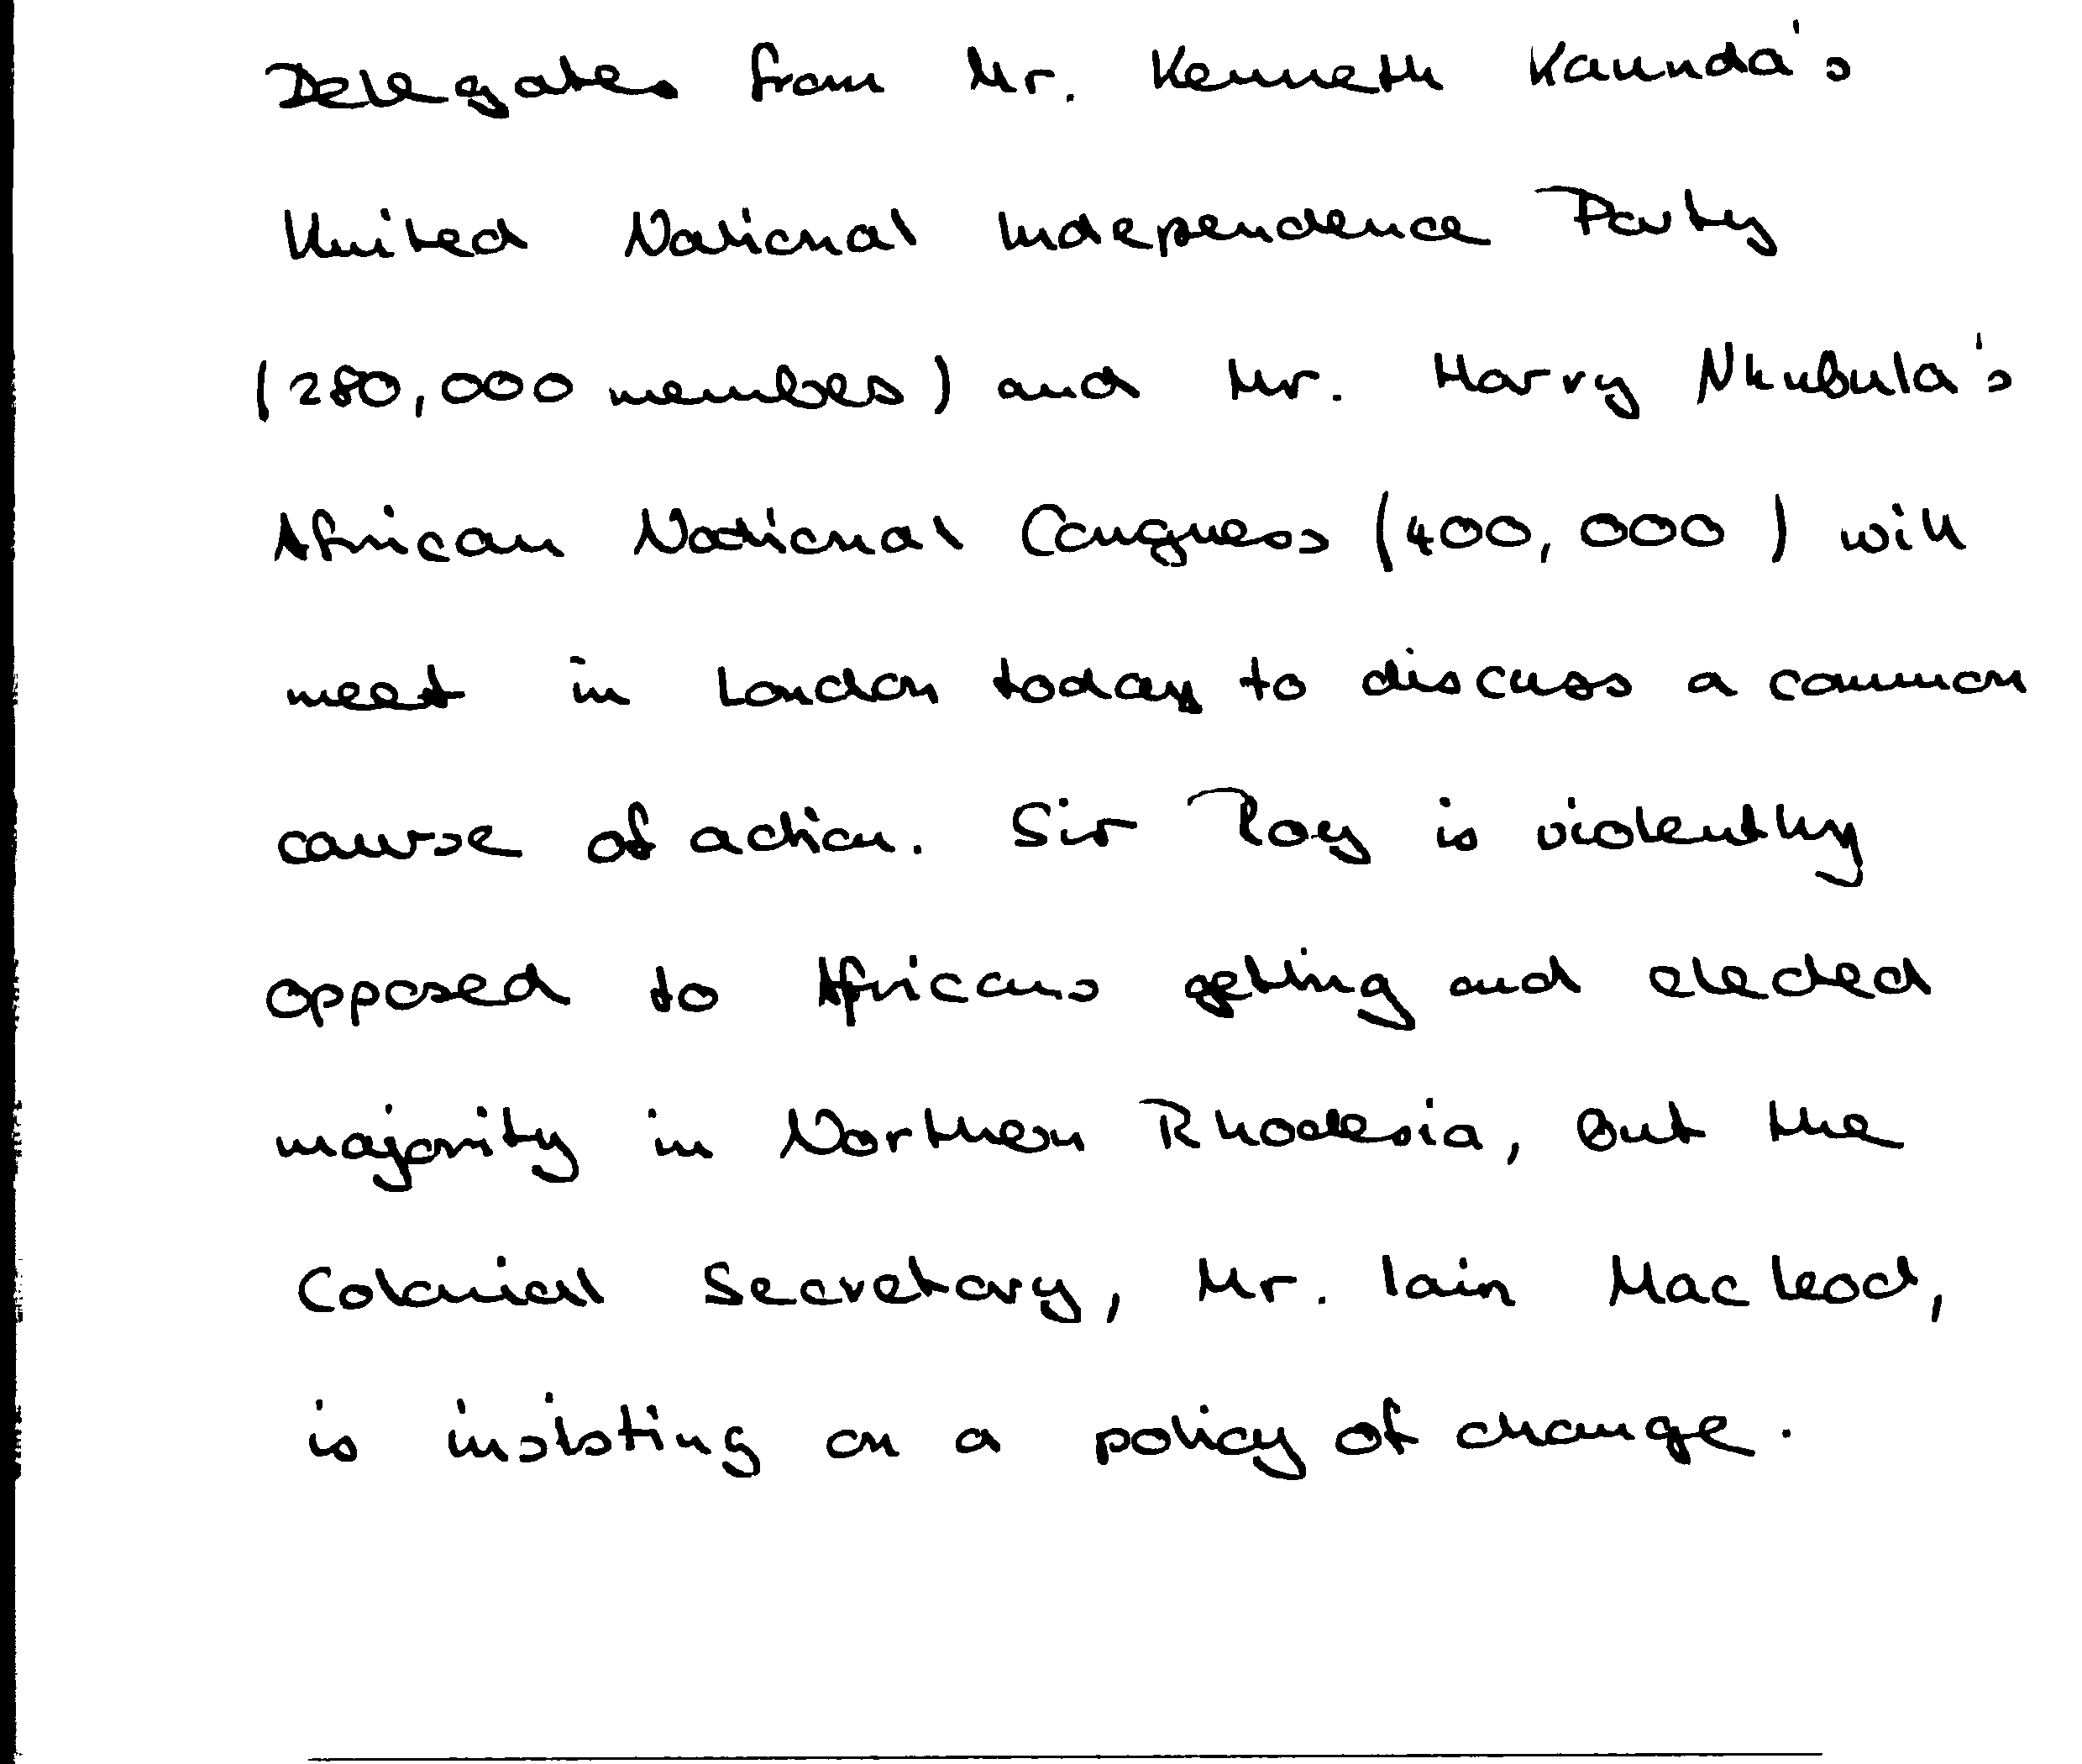 Delegates from Mr. Kenneth Kaunda's
United National Independence Party
(280,000 membes) and Mr. Harry Nkubula's
African National Congress (400,000) will
meet in London today to discuss a common
course of action. Sir Roy is violently
opposed to Africans getting and elected
majority in Northern Rhodesia, but the
Colonial Secretary, Mr. Iain Macleod,
is insisting on a policy of change.